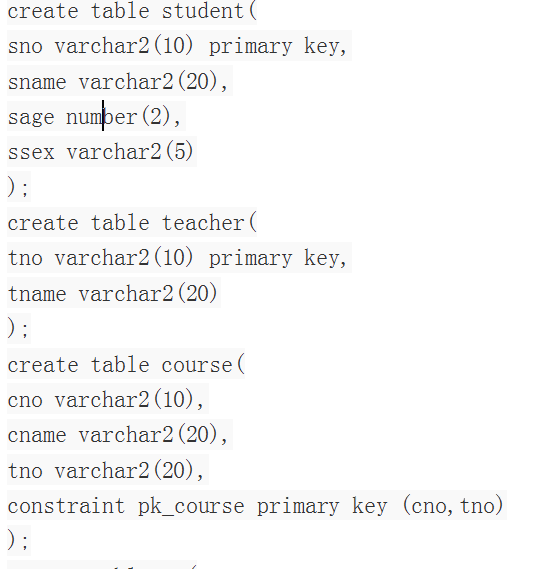 create table student(
sno varchar2(10) primary key,
sname varchar2(20),
sage number(2),
ssex varchar2(5)
);
create table teacher(
tno varchar2(10) primary key,
tname varchar2(20)
);
create table course(
cno varchar2(10),
cname varchar2(20),
tno varchar2(20),
constraint pk_course primary key (cno,tno)
);